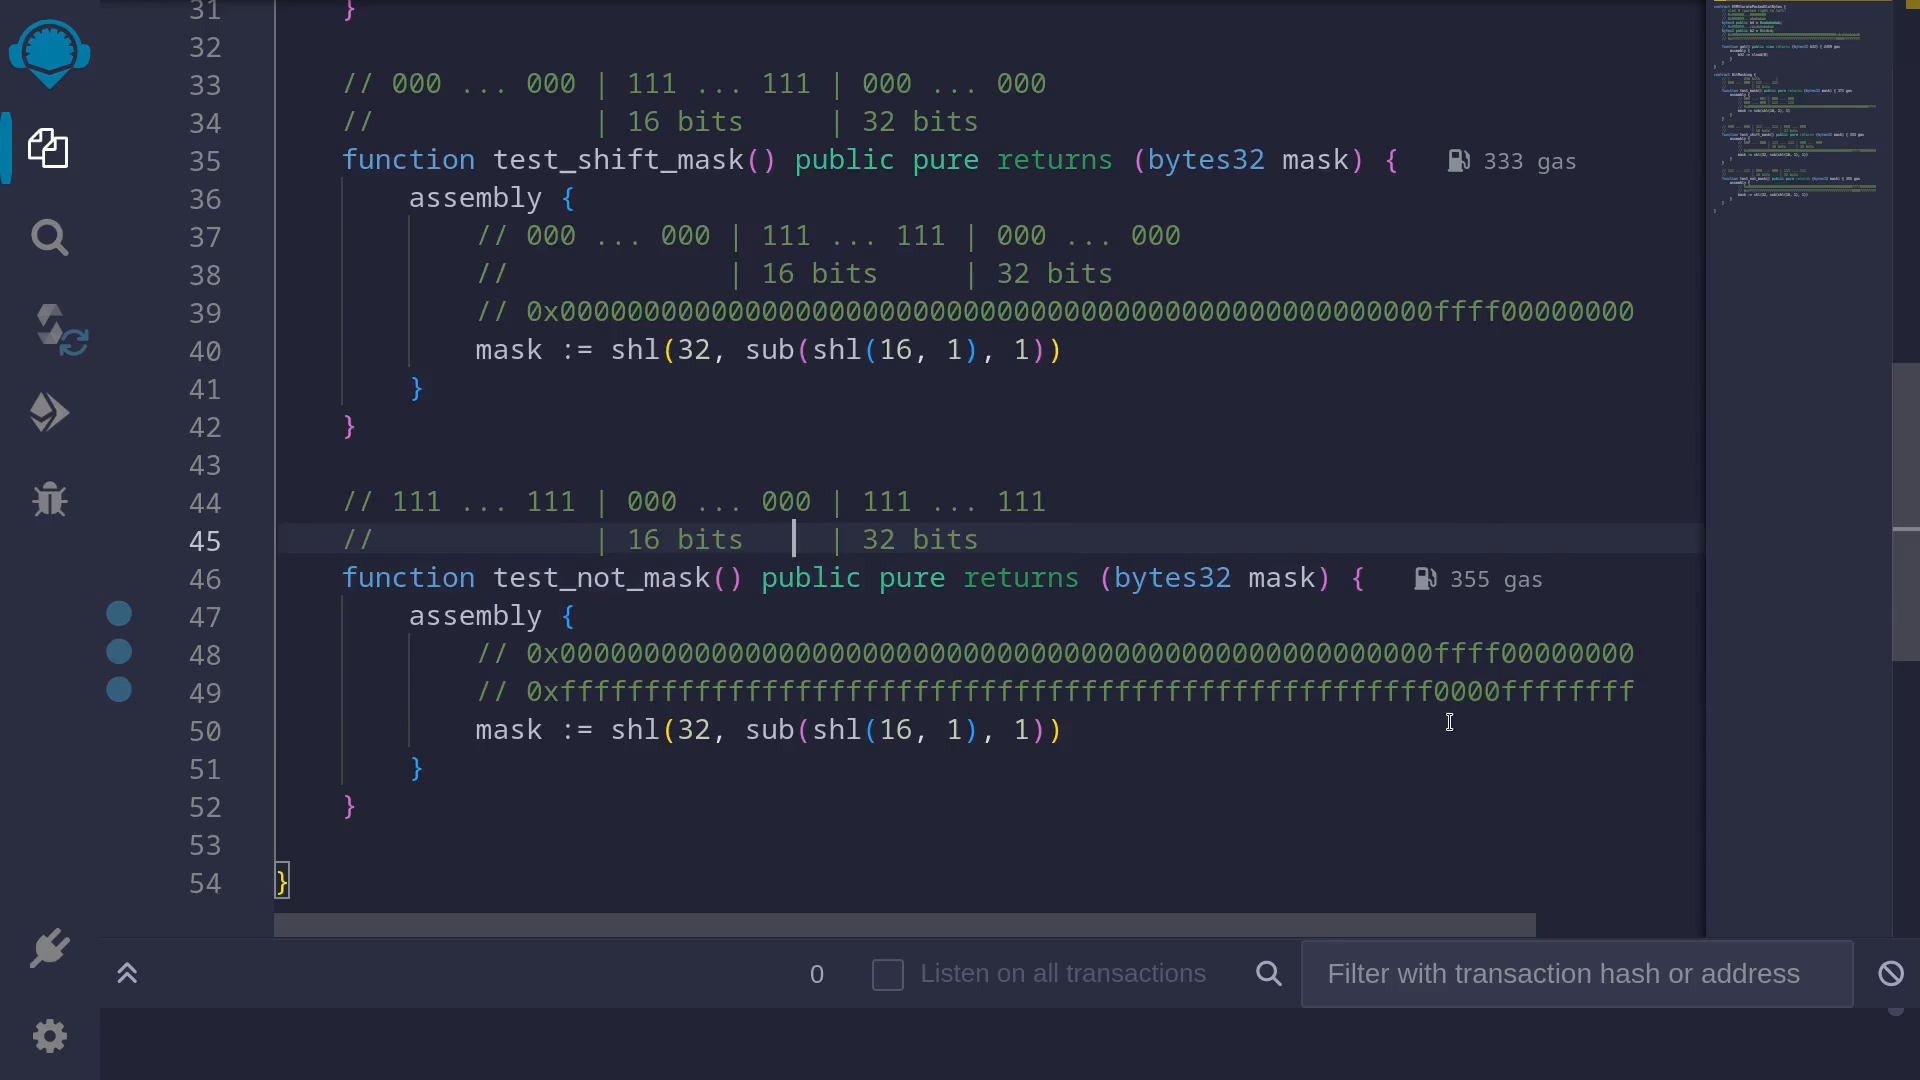 31 }
32
33 // 000 ... 000 | 111 ... 111 | 000 ... 000
34 // | 16 bits | 32 bits
35 function test_shift_mask() public pure returns (bytes32 mask) { 333 gas
36 assembly {
37 // 000 ... 000 | 111 ... 111 | 000 ... 000
38 // | 16 bits | 32 bits
39 // 0x0000000000000000000000000000000000000000000000000000ffff00000000
40 mask := shl(32, sub(shl(16, 1), 1))
41 }
42 }
43
44 // 111 ... 111 | 000 ... 000 | 111 ... 111
45 // | 16 bits | 32 bits
46 function test_not_mask() public pure returns (bytes32 mask) { 355 gas
47 assembly {
48 // 0x0000000000000000000000000000000000000000000000000000ffff00000000
49 // 0xffffffffffffffffffffffffffffffffffffffffffffffffffff0000ffffffff
50 mask := shl(32, sub(shl(16, 1), 1))
51 }
52 }
53
54 }
0 Listen on all transactions Filter with transaction hash or address